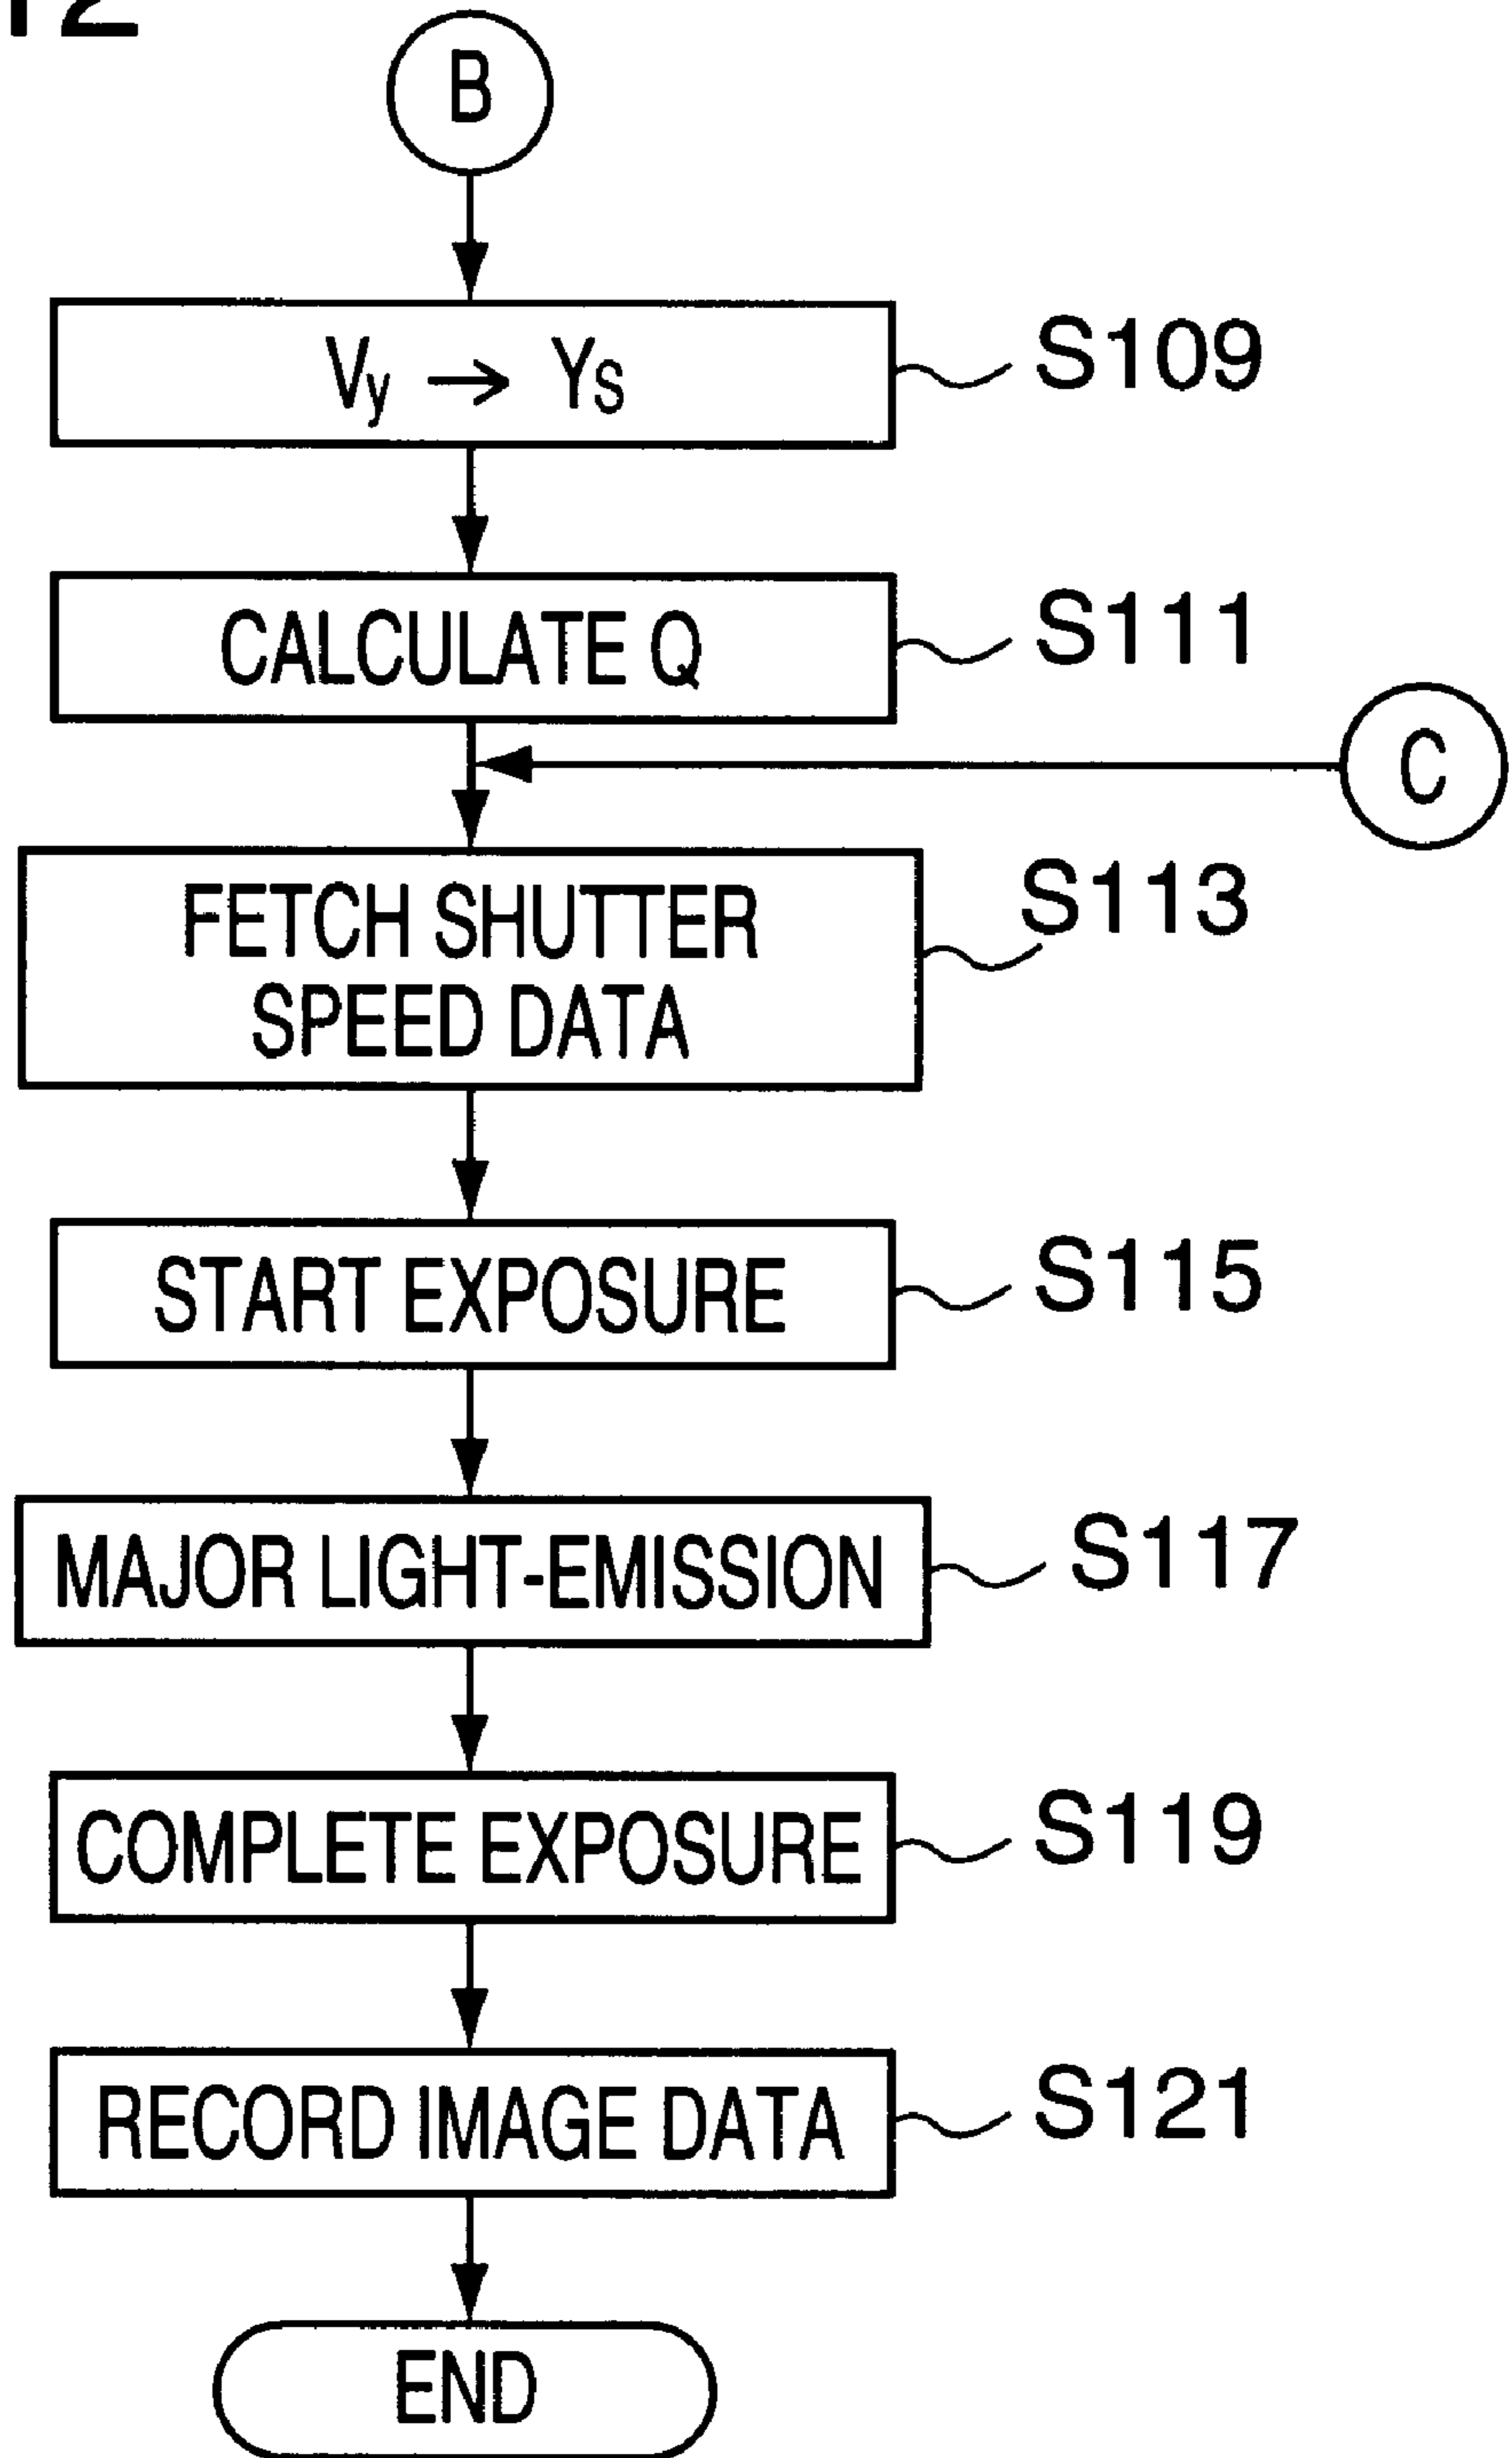 12
B
Vy → Ys
S109
CALCULATE Q
S111
C
FETCH SHUTTER
SPEED DATA
S113
START EXPOSURE
S115
MAJOR LIGHT-EMISSION
S117
COMPLETE EXPOSURE
S119
RECORD IMAGE DATA
S121
END